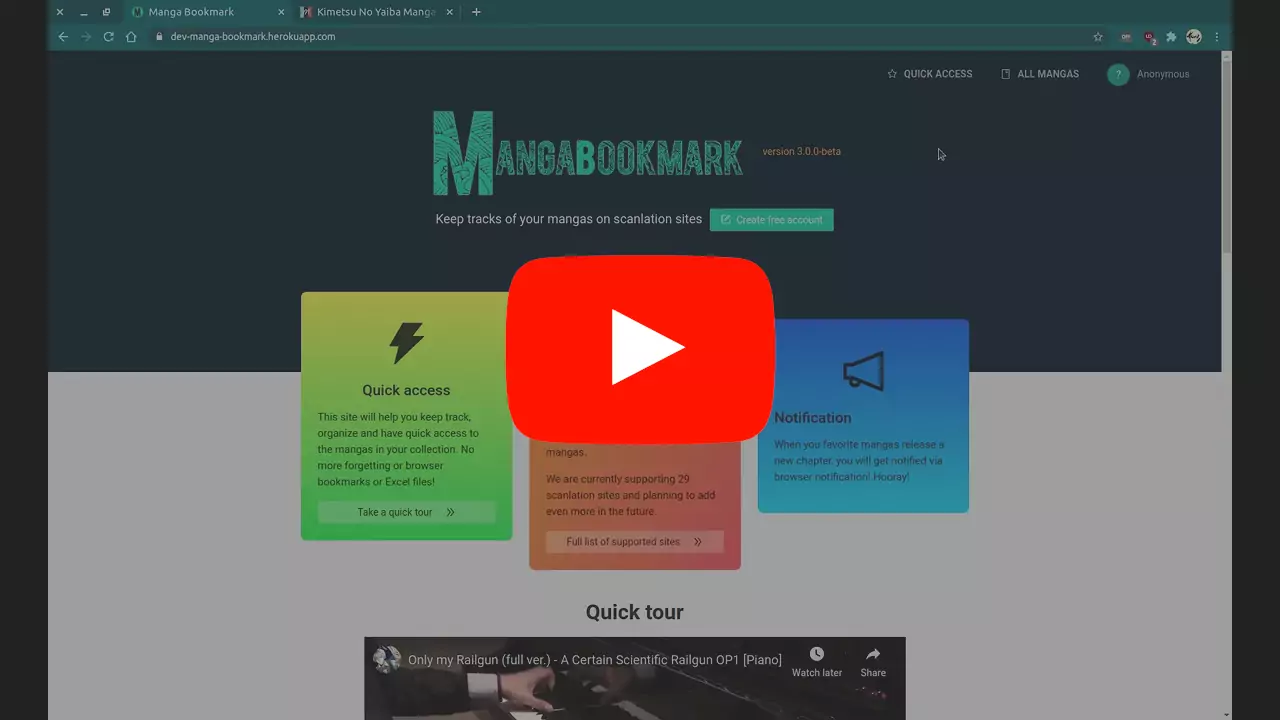 Manga Bookmark
Kimetsu No Yaiba Mange
dev-manga-bookmark.herokuapp.com
QUICK ACCESS
ALL MANGAS
?
Anonymous
MANGABOOKMARK
version 3.0.0-beta
Keep tracks of your mangas on scanlation sites
Create free account
Quick access
This site will help you keep track,
organize and have quick access to
the mangas in your collection. No
more forgetting or browser
bookmarks or Excel files!
Take a quick tour
mangas.
We are currently supporting 29
scanlation sites and planning to add
even more in the future.
Full list of supported sites
Notification
When you favorite mangas release a
new chapter, you will get notified via
browser notification! Hooray!
Quick tour
Only my Railgun (full ver.) - A Certain Scientific Railgun OP1 [Piano]
Watch later
Share